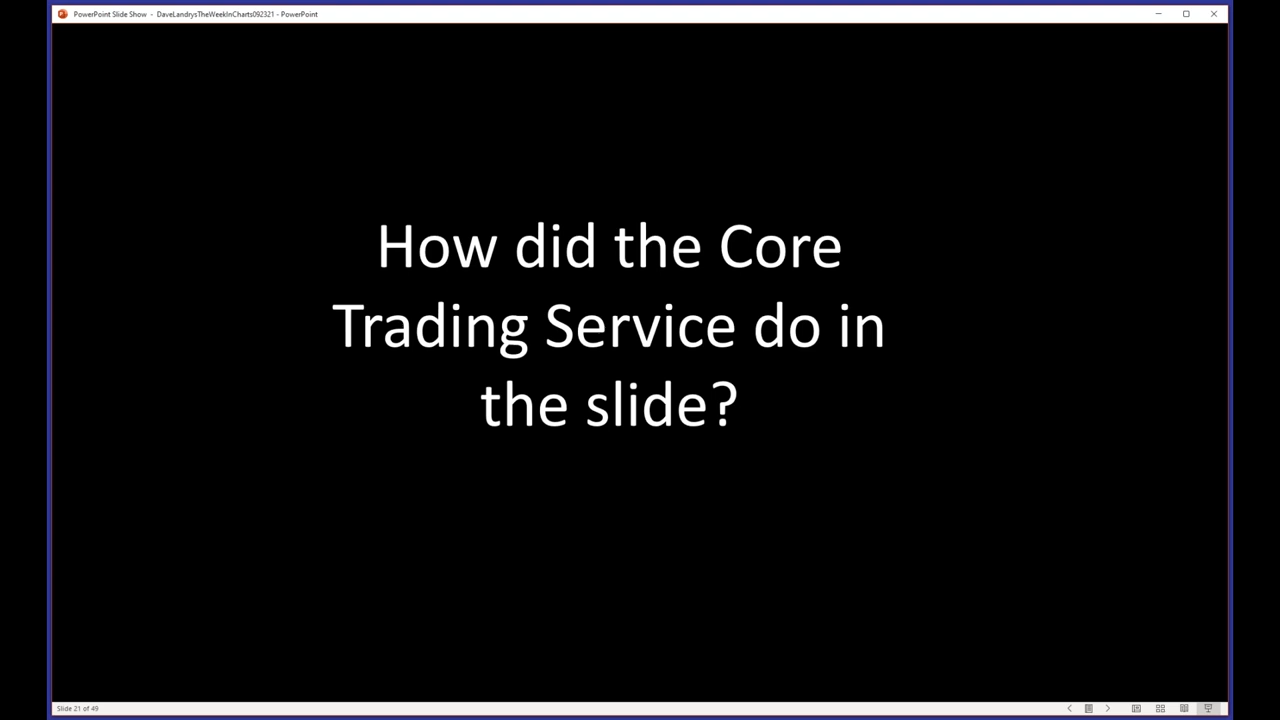 PowerPoint Slide Show - DaveLandrysTheWeekInCharts092321 - PowerPoint
How did the Core
Trading Service do in
the slide?
Slide 21 of 49